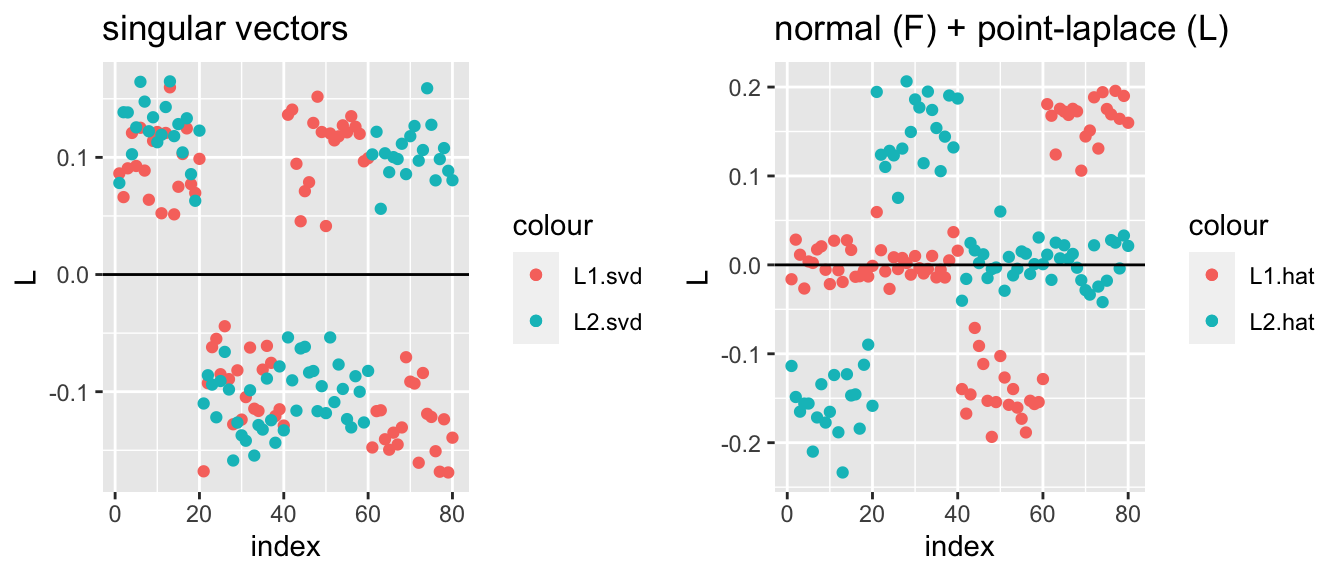 singular vectors
L
0.1
0.0
-0.1
0
20
40
60
80
index
colour
L1.svd
L2.svd
normal (F) + point-laplace (L)
L
0.2
0.1
0.0
-0.1
-0.2
0
20
40
60
80
index
colour
L1.hat
L2.hat